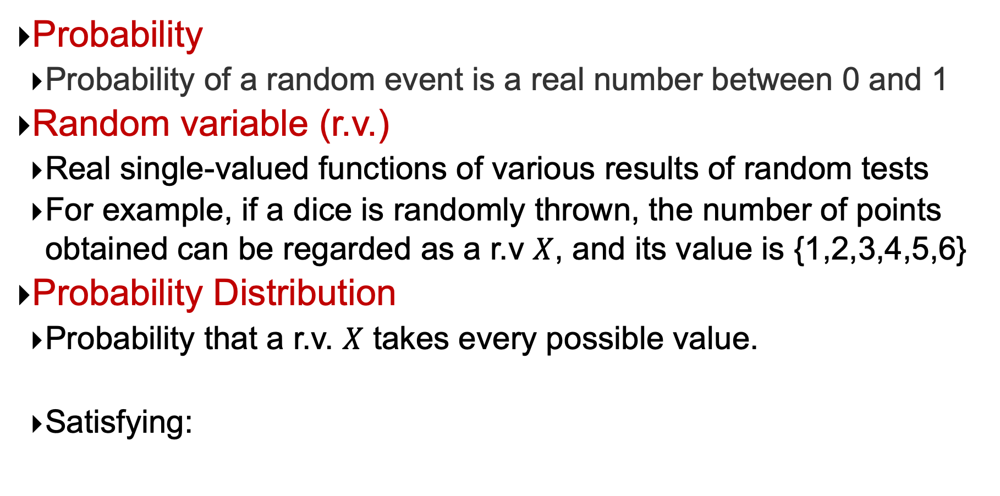 Probability
Probability of a random event is a real number between 0 and 1
Random variable (r.v.)
Real single-valued functions of various results of random tests
For example, if a dice is randomly thrown, the number of points
obtained can be regarded as a r.v X, and its value is {1,2,3,4,5,6}
Probability Distribution
Probability that a r.v. X takes every possible value.
Satisfying: